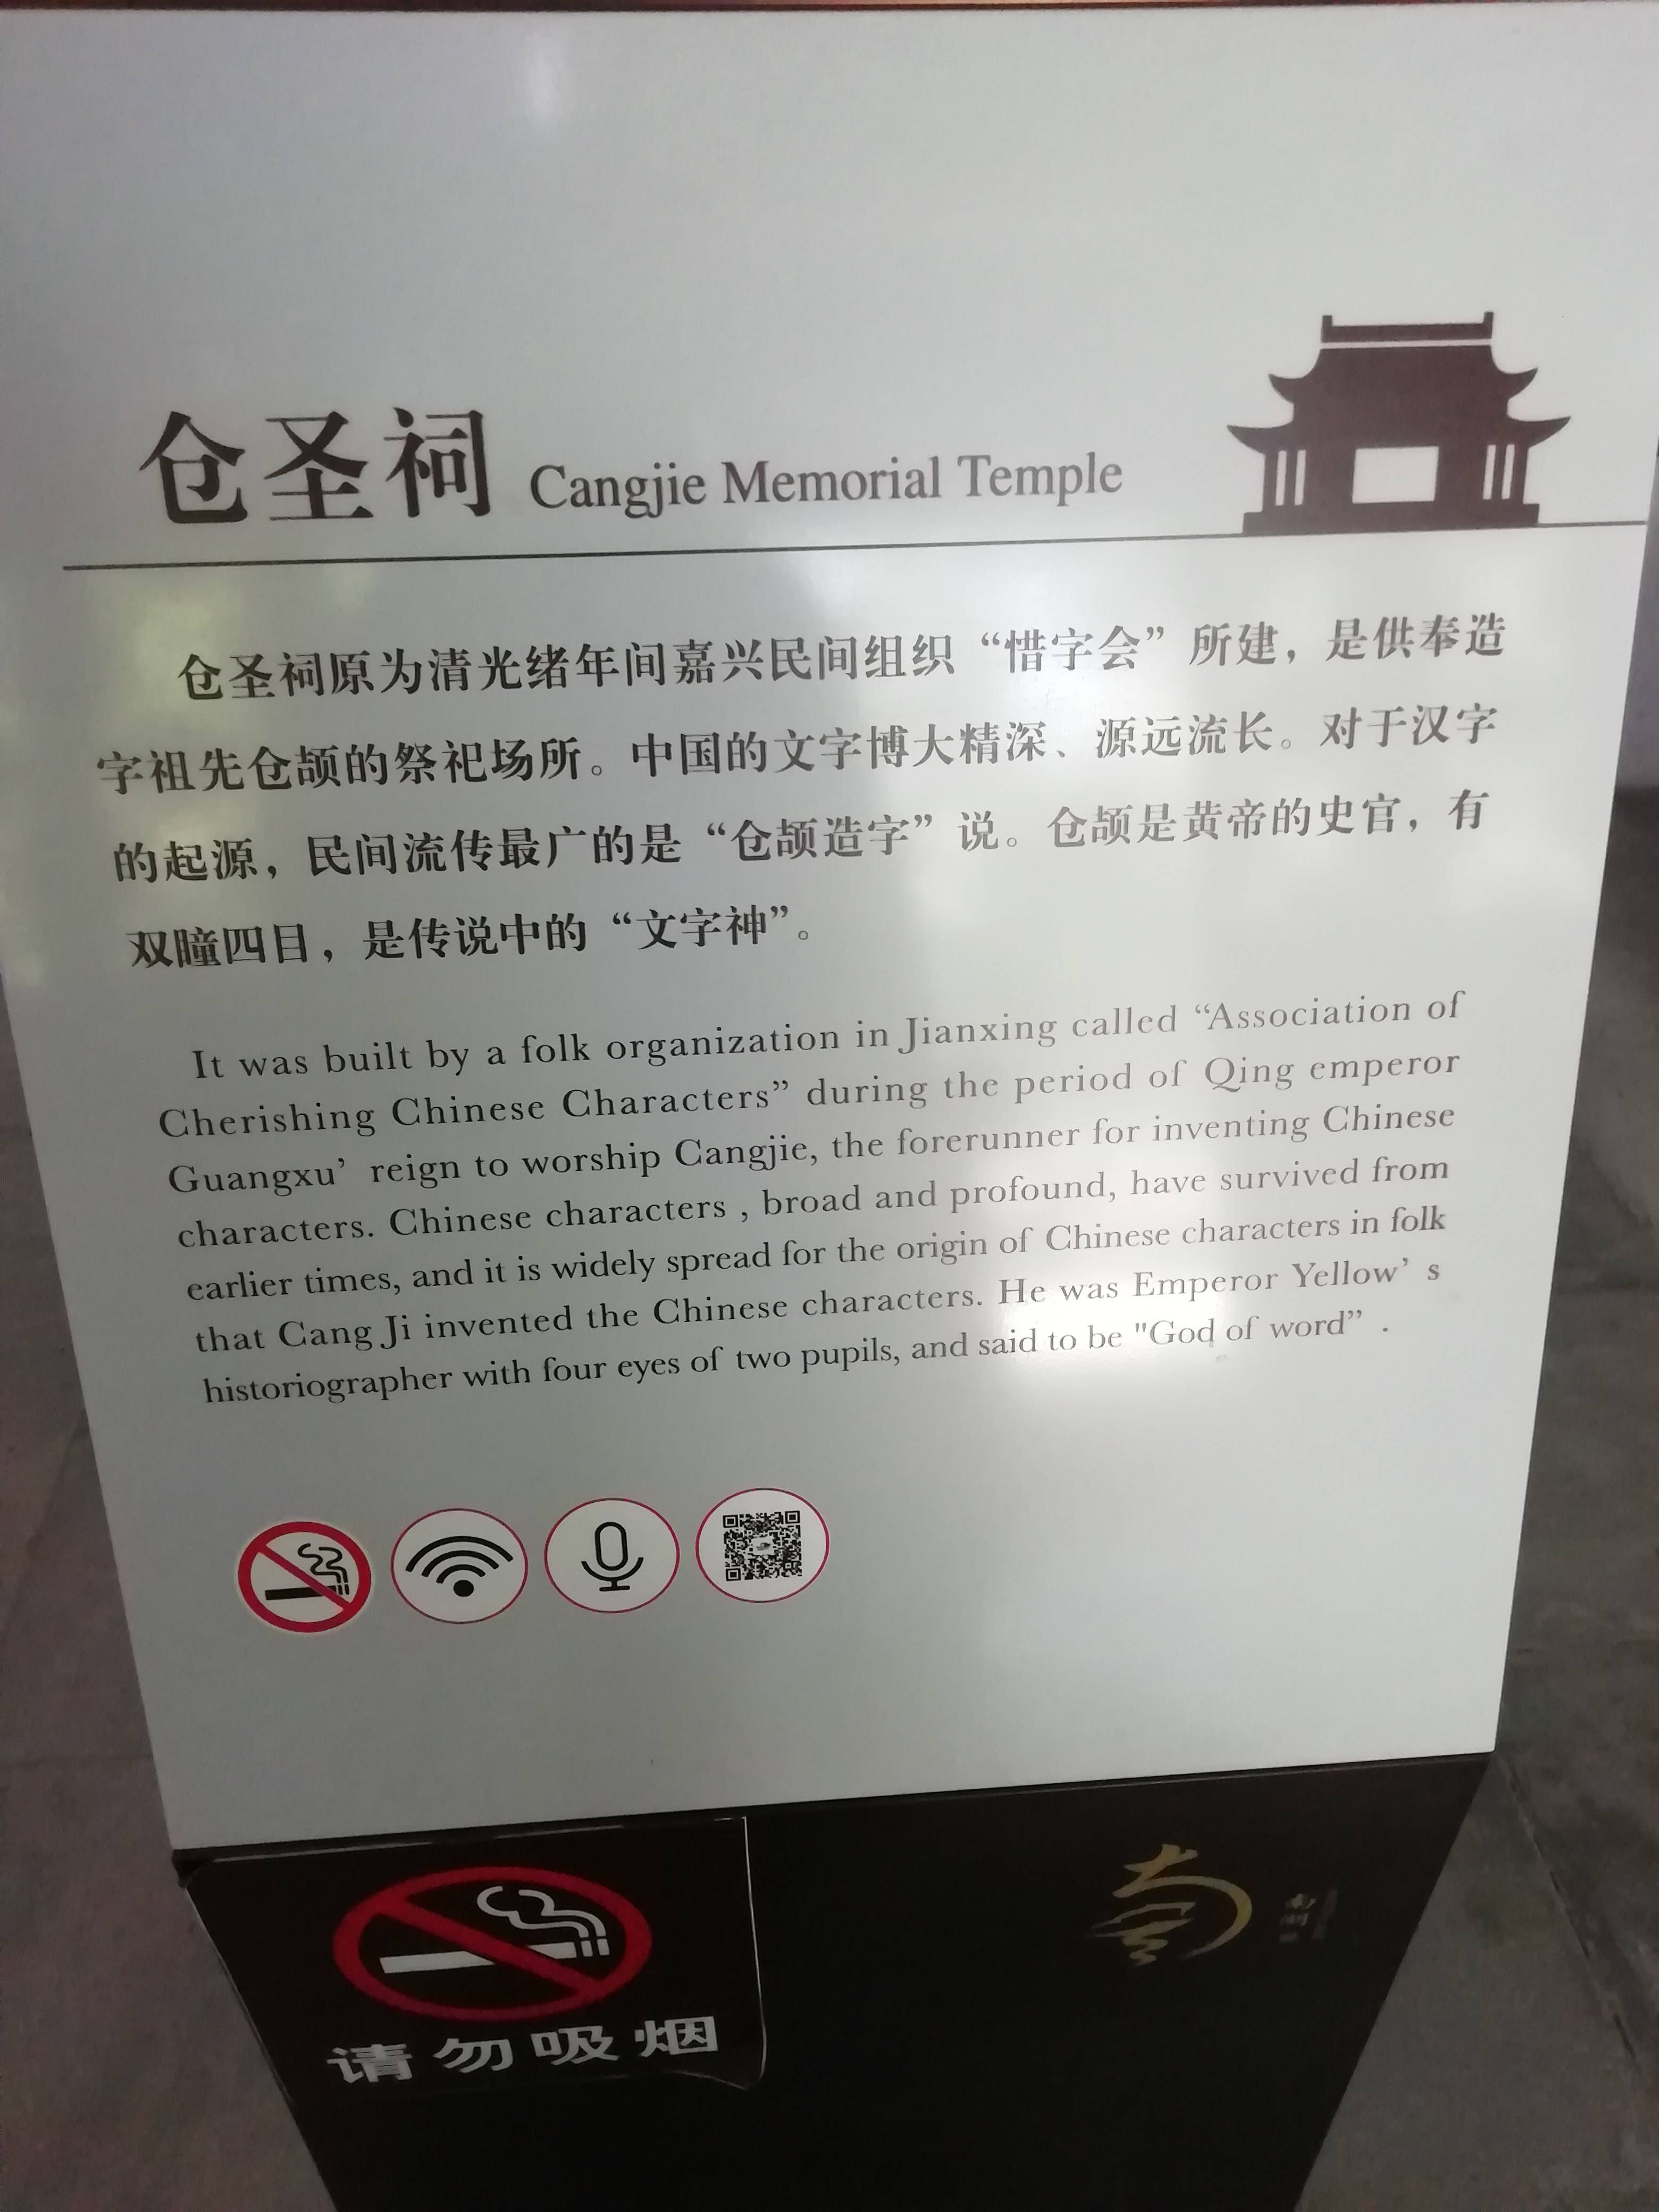 仓圣祠 Cangjie Memorial Temple
仓圣祠原为清光绪年间嘉兴民间组织“惜字会”所建，是供奉造
字祖先仓颉的祭祀场所。中国的文字博大精深、源远流长。对于汉字
的起源，民间流传最广的是“仓颉造字”说。仓颉是黄帝的史官，有
双瞳四目，是传说中的“文字神”。
It was built by a folk organization in Jianxing called “Association of
Cherishing Chinese Characters” during the period of Qing emperor
Guangxu’ reign to worship Cangjie, the forerunner for inventing Chinese
characters. Chinese characters , broad and profound, have survived from
earlier times, and it is widely spread for the origin of Chinese characters in folk
that Cang Ji invented the Chinese characters. He was Emperor Yellow’ s
historiographer with four eyes of two pupils, and said to be "God of word” .
请勿吸烟